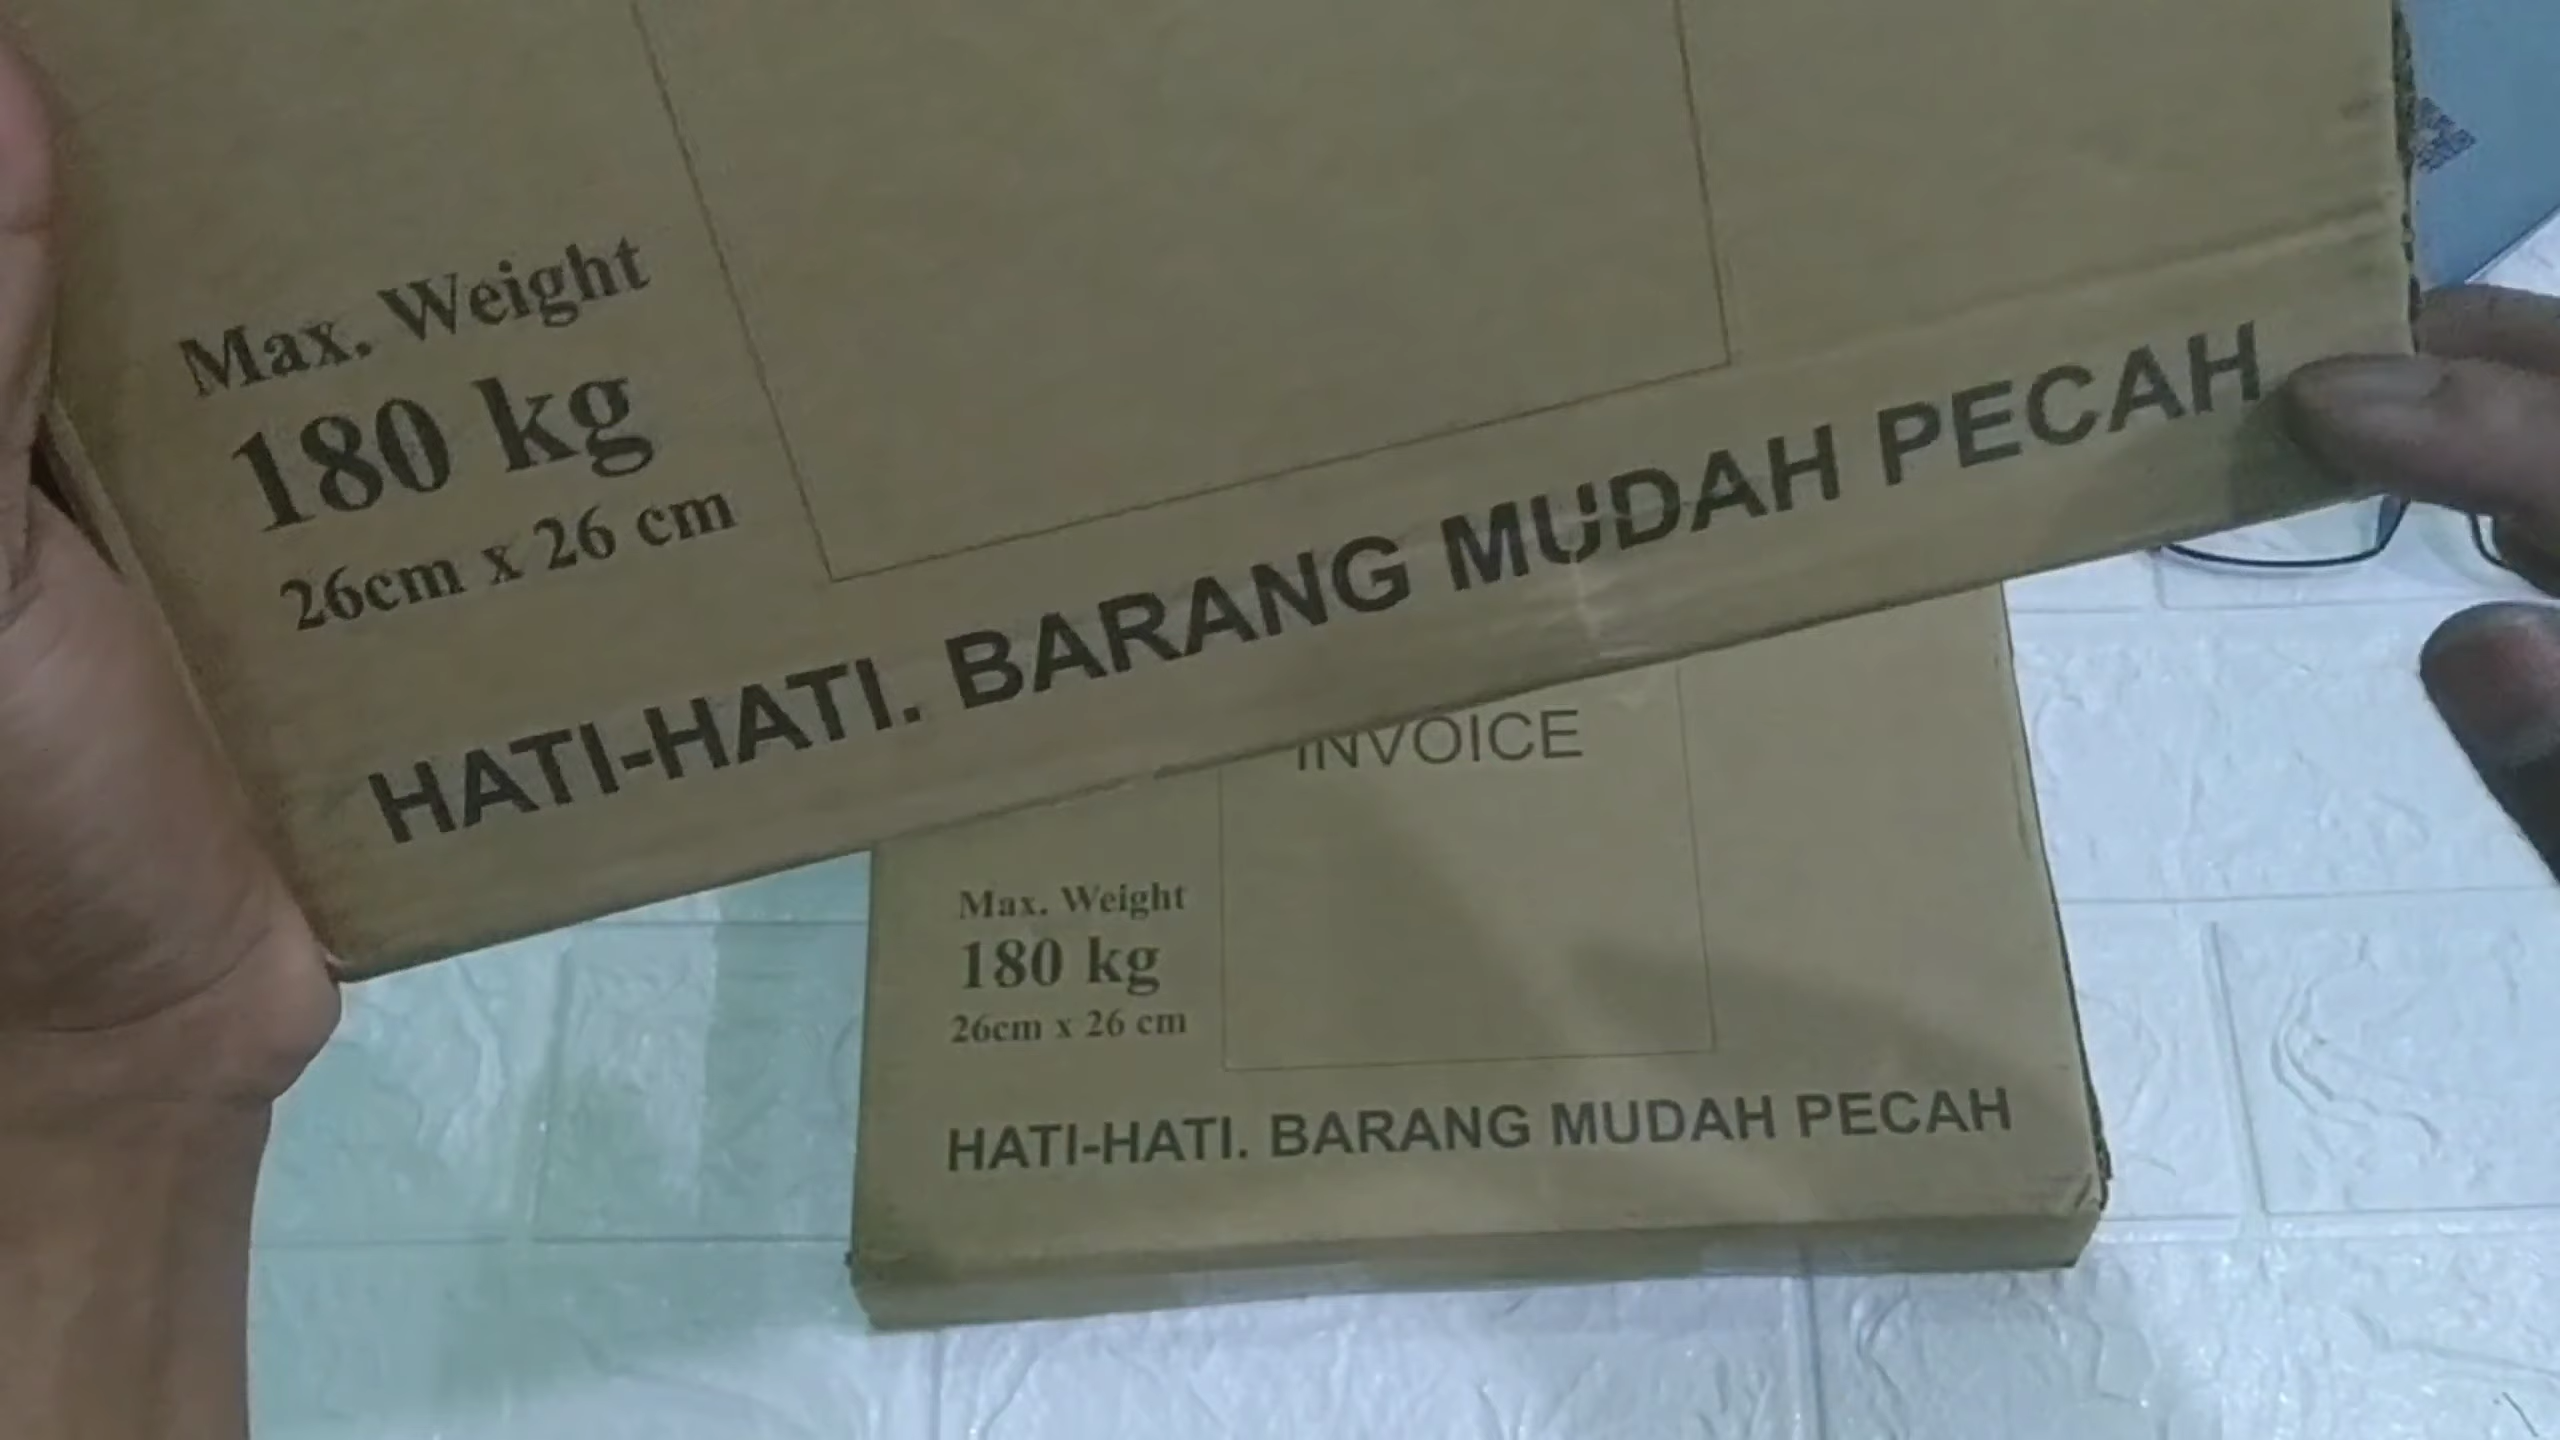 Max. Weight
180 kg
26cm x 26 cm
HATI-HATI. BARANG MUDAH PECAH
INVOICE
Max. Weight
180 kg
26cm x 26 cm
HATI-HATI. BARANG MUDAH PECAH